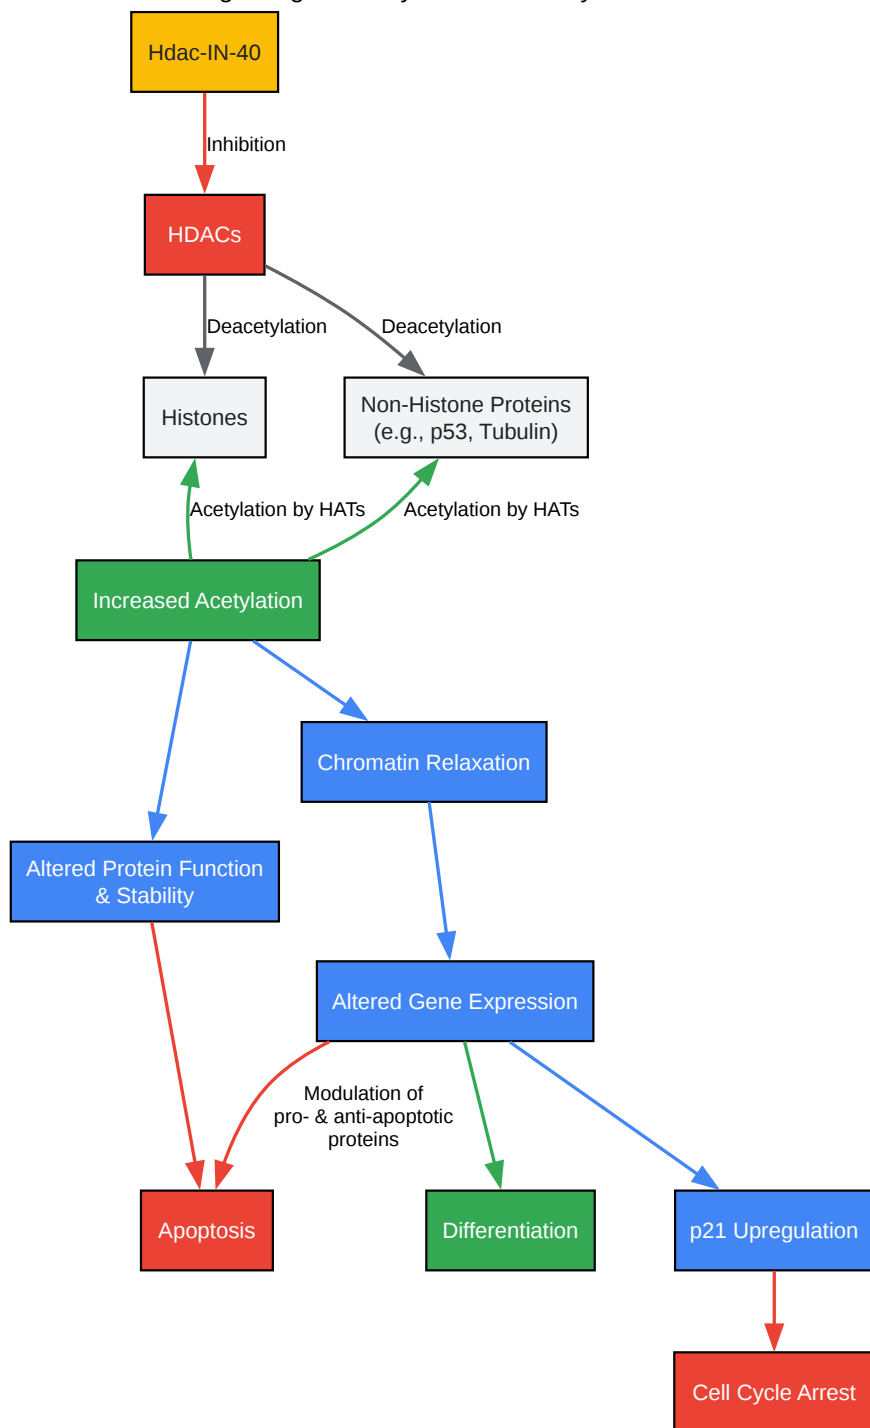 Hdac-IN-40
Inhibition
HDACs
Deacetylation
Deacetylation
Histones
Non-Histone Proteins
(e.g., p53, Tubulin)
Acetylation by HATs
Acetylation by HATs
Increased Acetylation
Chromatin Relaxation
Altered Protein Function
& Stability
Altered Gene Expression
Modulation of
pro- & anti-apoptotic
proteins
Apoptosis
Differentiation
p21 Upregulation
Cell Cycle Arrest